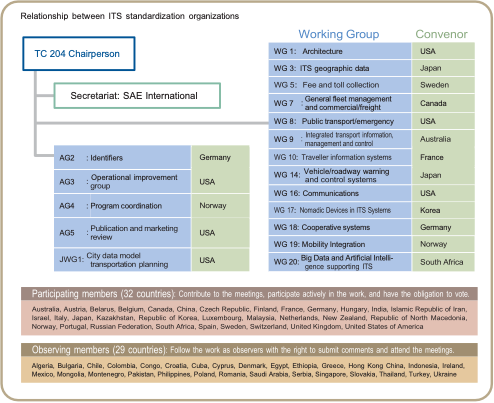 Relationship between ITS standardization organizations
Working Group Convenor
TC 204 Chairperson
Secretariat: SAE International
WG 1: Architecture USA
WG 3: ITS geographic data Japan
WG 5: Fee and toll collection Sweden
WG 7 : General fleet management
and commercial/freight Canada
WG 8: Public transport/emergency USA
WG 9 : Integrated transport information,
management and control Australia
WG 10: Traveller information systems France
WG 14: Vehicle/roadway warning
and control systems Japan
WG 16: Communications USA
WG 17: Nomadic Devices in ITS Systems Korea
WG 18: Cooperative systems Germany
WG 19: Mobility Integration Norway
WG 20: Big Data and Artificial Intelli-
gence supporting ITS South Africa
AG2 : Identifiers Germany
AG3 : Operational improvement
group USA
AG4 : Program coordination Norway
AG5 : Publication and marketing
review USA
JWG1: City data model
transportation planning USA
Participating members (32 countries): Contribute to the meetings, participate actively in the work, and have the obligation to vote.
Australia, Austria, Belarus, Belgium, Canada, China, Czech Republic, Finland, France, Germany, Hungary, India, Islamic Republic of Iran,
Israel, Italy, Japan, Kazakhstan, Republic of Korea, Luxembourg, Malaysia, Netherlands, New Zealand, Republic of North Macedonia,
Norway, Portugal, Russian Federation, South Africa, Spain, Sweden, Switzerland, United Kingdom, United States of America
Observing members (29 countries): Follow the work as observers with the right to submit comments and attend the meetings.
Algeria, Bulgaria, Chile, Colombia, Congo, Croatia, Cuba, Cyprus, Denmark, Egypt, Ethiopia, Greece, Hong Kong China, Indonesia, Ireland,
Mexico, Mongolia, Montenegro, Pakistan, Philippines, Poland, Romania, Saudi Arabia, Serbia, Singapore, Slovakia, Thailand, Turkey, Ukraine